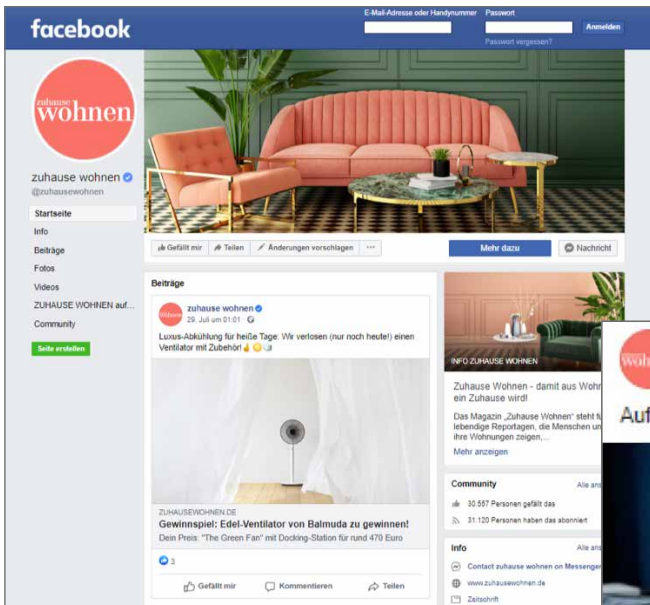 facebook
E-Mail-Adresse oder Handynummer
Passwort
Anmelden
Passwort vergessen?
zuhause
wohnen
zuhause wohnen
@zuhausewohnen
Startseite
Info
Beiträge
Fotos
Videos
ZUHAUSE WOHNEN auf...
Community
Seite erstellen
Gefällt mir
Teilen
Änderungen vorschlagen
Mehr dazu
Nachricht
Beiträge
zuhause wohnen
29. Juli um 01:01
Luxus-Abkühlung für heiße Tage: Wir verlosen (nur noch heute!) einen
Ventilator mit Zubehör!
ZUHAUSEWOHNEN.DE
Gewinnspiel: Edel-Ventilator von Balmuda zu gewinnen!
Dein Preis: "The Green Fan" mit Docking-Station für rund 470 Euro
3
Gefällt mir
Kommentieren
Teilen
INFO ZUHAUSE WOHNEN
Zuhause Wohnen - damit aus Wohn
ein Zuhause wird!
Das Magazin „Zuhause Wohnen" steht fü
lebendige Reportagen, die Menschen un
ihre Wohnungen zeigen,...
Mehr anzeigen
Community
Alle ans
30.557 Personen gefällt das
31.120 Personen haben das abonniert
Info
Alle ans
Contact zuhause wohnen on Messenger
www.zuhausewohnen.de
Zeitschrift
Auf